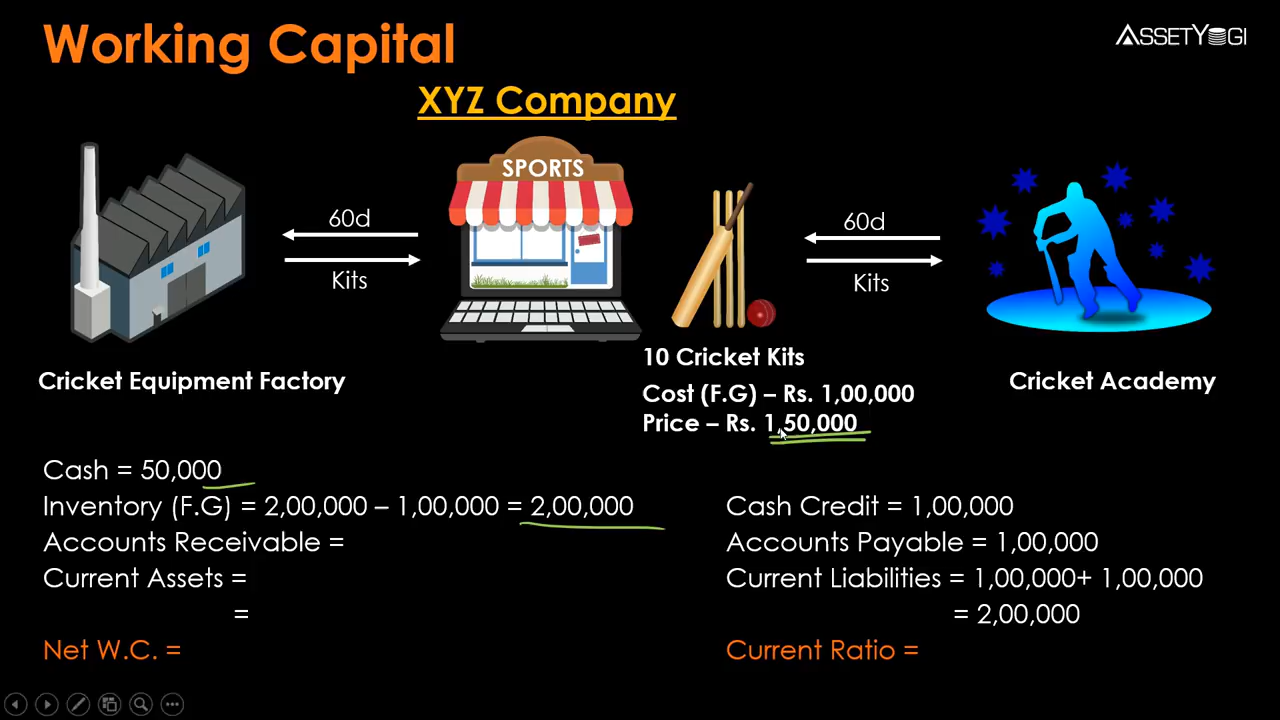 Working Capital
ASSETYOGI
XYZ Company
SPORTS
60d
Kits
60d
Kits
10 Cricket Kits
Cost (F.G) – Rs. 1,00,000
Price – Rs. 1,50,000
Cricket Equipment Factory
Cricket Academy
Cash = 50,000
Inventory (F.G) = 2,00,000 – 1,00,000 = 2,00,000
Accounts Receivable =
Current Assets =
=
Net W.C. =
Cash Credit = 1,00,000
Accounts Payable = 1,00,000
Current Liabilities = 1,00,000+ 1,00,000
= 2,00,000
Current Ratio =